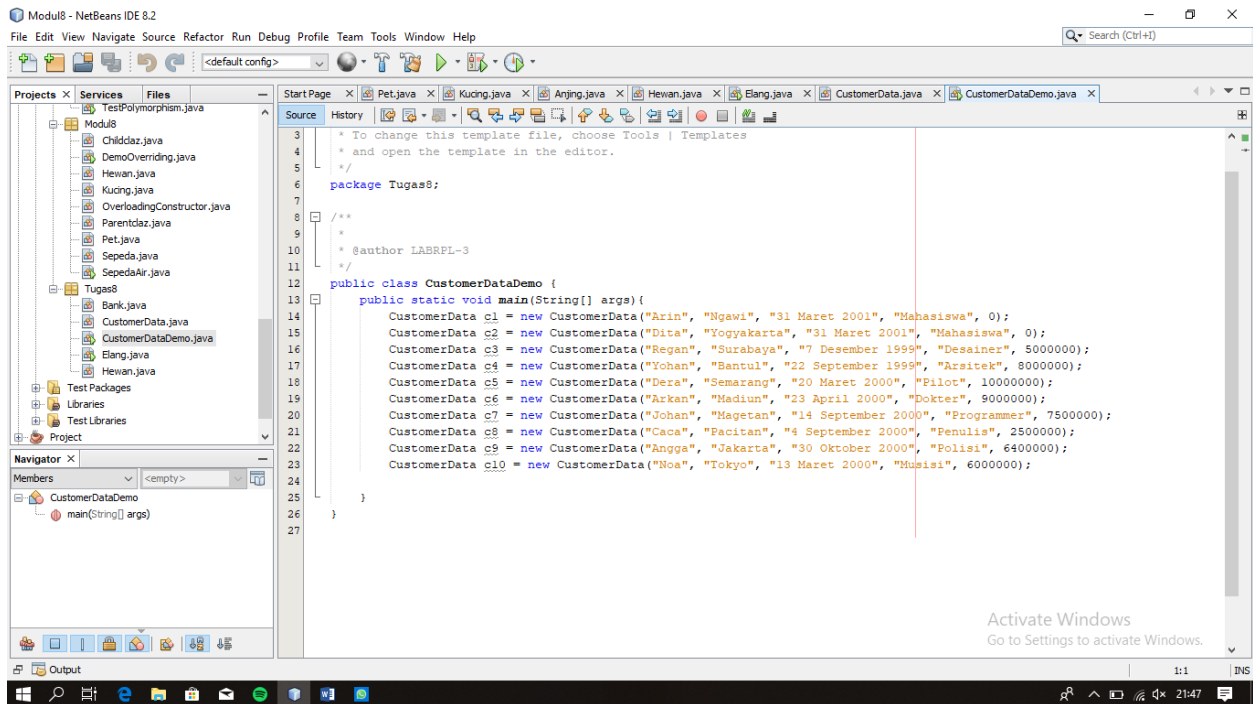 Modul8 - NetBeans IDE 8.2
File Edit View Navigate Source Refactor Run Debug Profile Team Tools Window Help
Search (Ctrl+I)
<default config>
Projects Services Files
Start Page Pet.java Kucing.java Anjing.java Hewan.java Elang.java CustomerData.java CustomerDataDemo.java
TestPolymorphism.java
Modul8
Childclaz.java
DemoOverriding.java
Hewan.java
Kucing.java
OverloadingConstructor.java
Parentclaz.java
Pet.java
Sepeda.java
SepedaAir.java
Tugas8
Bank.java
CustomerData.java
CustomerDataDemo.java
Elang.java
Hewan.java
Test Packages
Libraries
Test Libraries
Project
Navigator
Members <empty>
CustomerDataDemo
main(String[] args)
Source History
3 * To change this template file, choose Tools | Templates
4 * and open the template in the editor.
5 */
6 package Tugas8;
7
8 /**
9 *
10 * @author LABRPL-3
11 */
12 public class CustomerDataDemo {
13 public static void main(String[] args){
14 CustomerData c1 = new CustomerData("Arin", "Ngawi", "31 Maret 2001", "Mahasiswa", 0);
15 CustomerData c2 = new CustomerData("Dita", "Yogyakarta", "31 Maret 2001", "Mahasiswa", 0);
16 CustomerData c3 = new CustomerData("Regan", "Surabaya", "7 Desember 1999", "Desainer", 5000000);
17 CustomerData c4 = new CustomerData("Yohan", "Bantul", "22 September 1999", "Arsitek", 8000000);
18 CustomerData c5 = new CustomerData("Dera", "Semarang", "20 Maret 2000", "Pilot", 10000000);
19 CustomerData c6 = new CustomerData("Arkan", "Madiun", "23 April 2000", "Dokter", 9000000);
20 CustomerData c7 = new CustomerData("Johan", "Magetan", "14 September 2000", "Programmer", 7500000);
21 CustomerData c8 = new CustomerData("Caca", "Pacitan", "4 September 2000", "Penulis", 2500000);
22 CustomerData c9 = new CustomerData("Angga", "Jakarta", "30 Oktober 2000", "Polisi", 6400000);
23 CustomerData c10 = new CustomerData("Noa", "Tokyo", "13 Maret 2000", "Musisi", 6000000);
24
25 }
26 }
27
Activate Windows
Go to Settings to activate Windows.
Output
1:1 INS
21:47